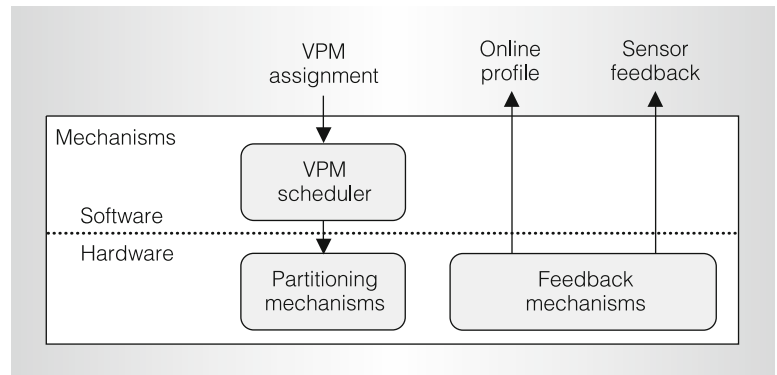 VPM
assignment
Online
profile
Sensor
feedback
Mechanisms
VPM
scheduler
Software
Hardware
Partitioning
mechanisms
Feedback
mechanisms